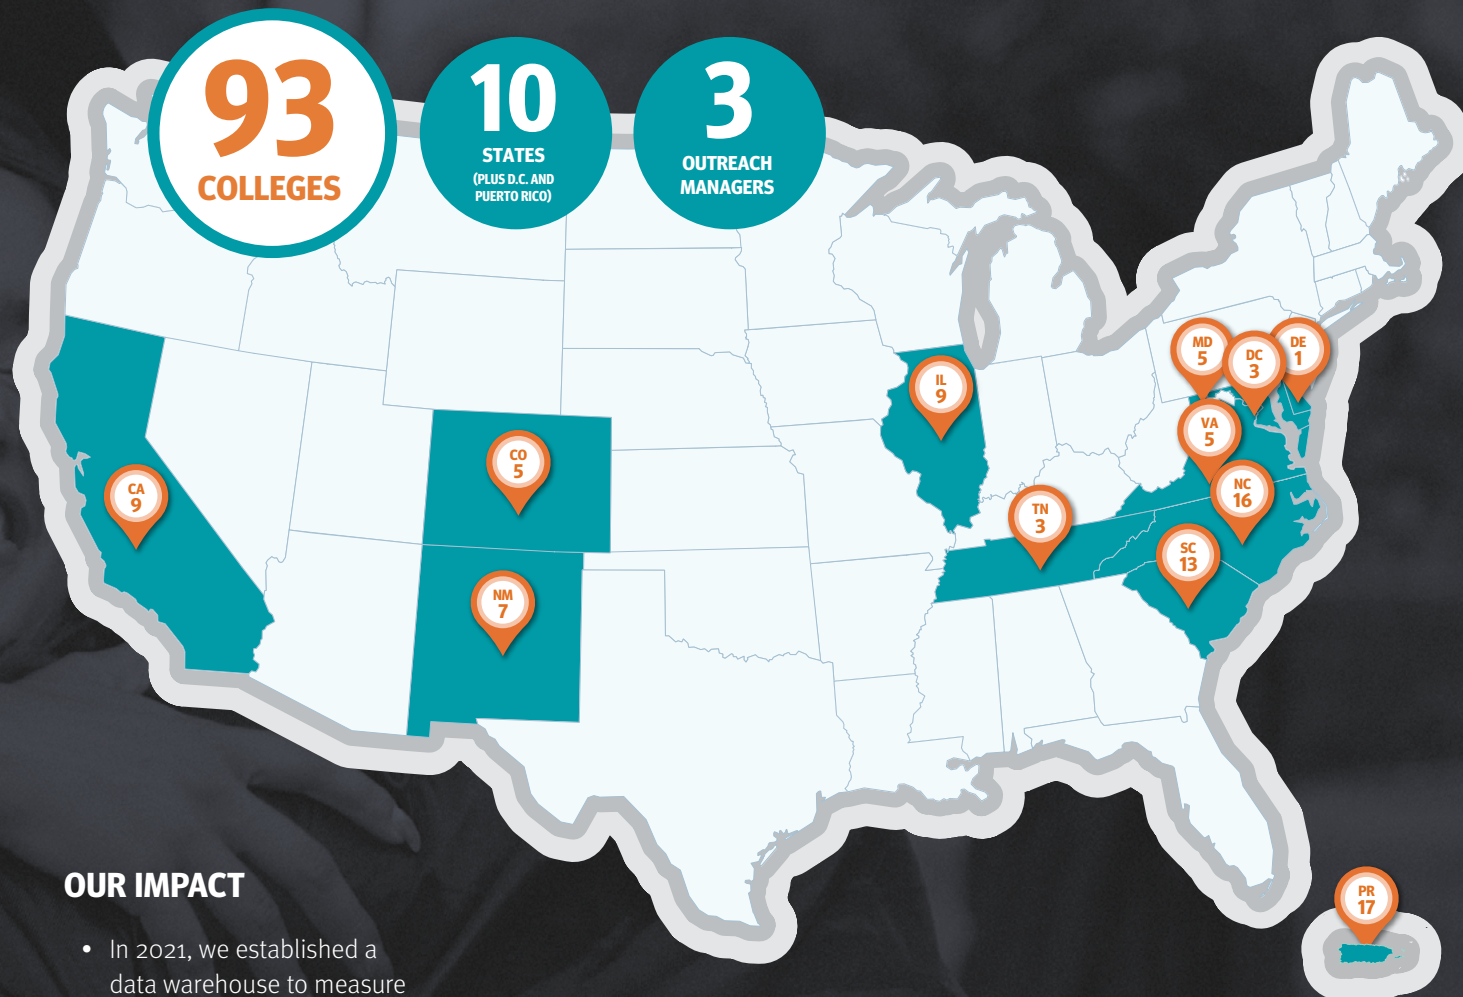 93
COLLEGES
10
STATES
(PLUS D.C. AND
PUERTO RICO)
3
OUTREACH
MANAGERS
MD
5
DC
3
DE
1
IL
9
VA
5
CO
5
CA
9
NC
16
TN
3
SC
13
NM
7
PR
17
OUR IMPACT
• In 2021, we established a
data warehouse to measure